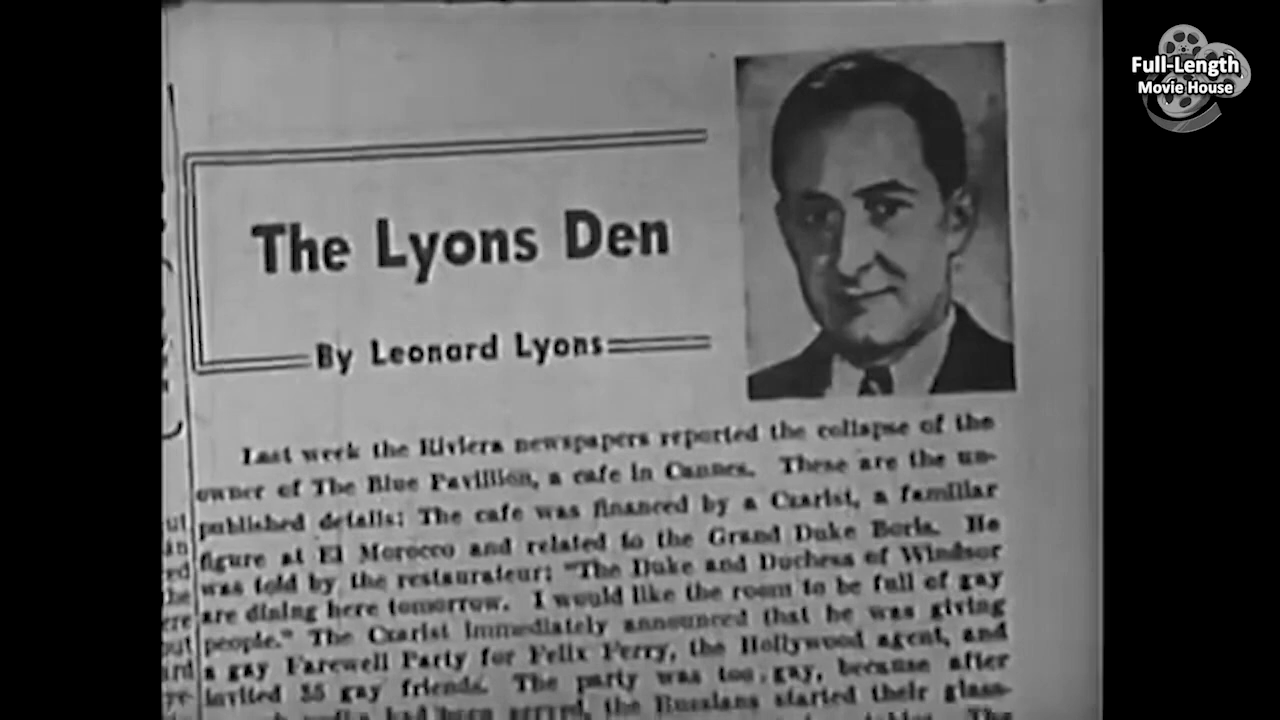 Full-Length
Movie House
The Lyons Den
By Leonard Lyons
Last week the Riviera newspapers reported the collapse of the
owner of The Blue Pavillion, a cafe in Cannes. These are the un-
published details: The cafe was financed by a Czarist, a familiar
figure at El Morocco and related to the Grand Duke Boris. He
was told by the restaurateur: "The Duke and Duchess of Windsor
are dining here tomorrow. I would like the room to be full of gay
people." The Czarist immediately announced that he was giving
a gay Farewell Party for Felix Ferry, the Hollywood agent, and
invited 35 gay friends. The party was too gay, because after
vodka had been served, the Russians started their glass-
The